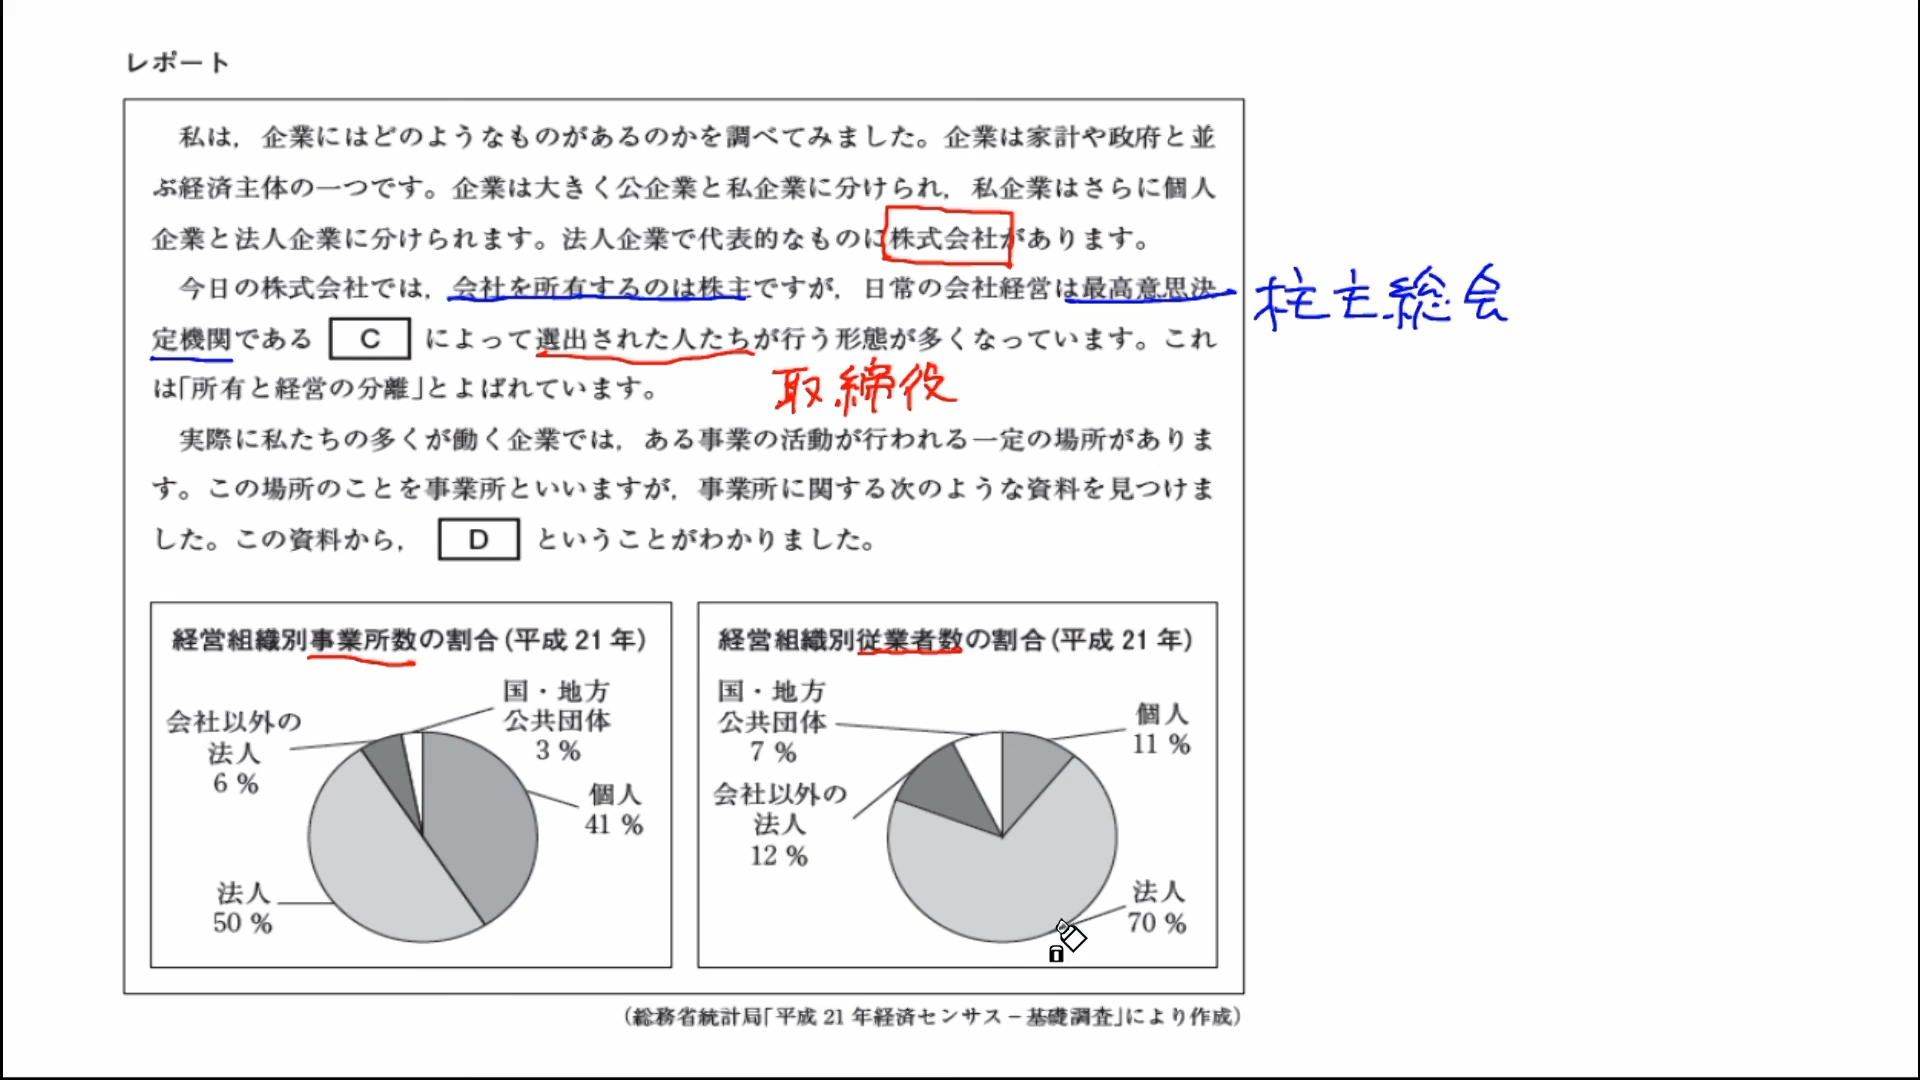 レポート
私は，企業にはどのようなものがあるのかを調べてみました。企業は家計や政府と並
ぶ経済主体の一つです。企業は大きく公企業と私企業に分けられ，私企業はさらに個人
企業と法人企業に分けられます。法人企業で代表的なものに株式会社があります。
今日の株式会社では，会社を所有するのは株主ですが，日常の会社経営は最高意思決
定機関である C によって選出された人たちが行う形態が多くなっています。これ
は「所有と経営の分離」とよばれています。
株主総会
取締役
実際に私たちの多くが働く企業では，ある事業の活動が行われる一定の場所がありま
す。この場所のことを事業所といいますが，事業所に関する次のような資料を見つけま
した。この資料から， D ということがわかりました。
経営組織別事業所数の割合(平成 21 年)
国・地方
公共団体
3 %
会社以外の
法人
6 %
個人
41 %
法人
50 %
経営組織別従業者数の割合(平成 21 年)
国・地方
公共団体
7 %
個人
11 %
会社以外の
法人
12 %
法人
70 %
(総務省統計局「平成 21 年経済センサス－基礎調査」により作成)